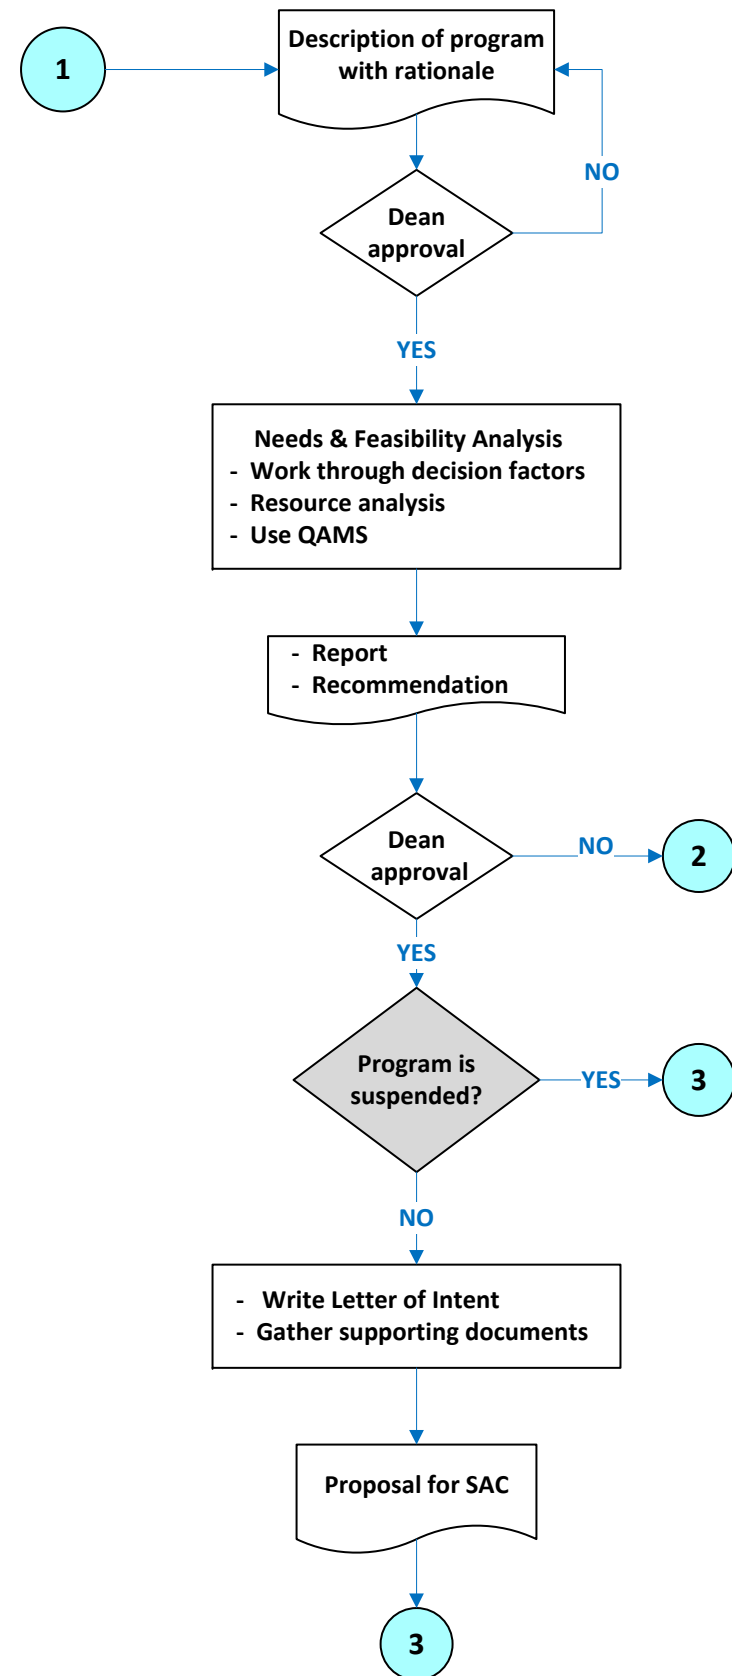 1
Description of program
with rationale
NO
Dean
approval
YES
Needs & Feasibility Analysis
- Work through decision factors
- Resource analysis
- Use QAMS
- Report
- Recommendation
Dean
approval
NO
2
YES
Program is
suspended?
YES
3
NO
- Write Letter of Intent
- Gather supporting documents
Proposal for SAC
3